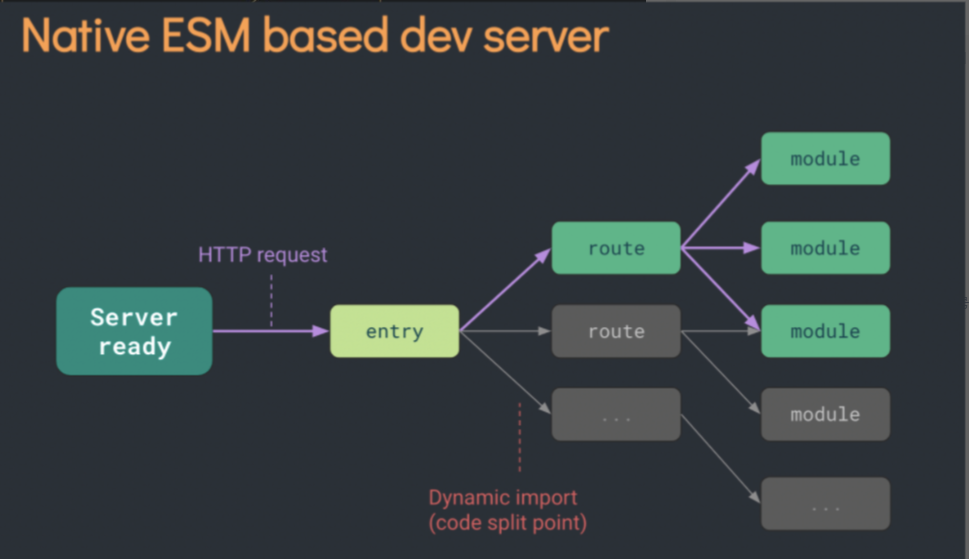 Native ESM based dev server
module
HTTP request
route
module
Server
ready
entry
route
module
...
module
Dynamic import
(code split point)
...